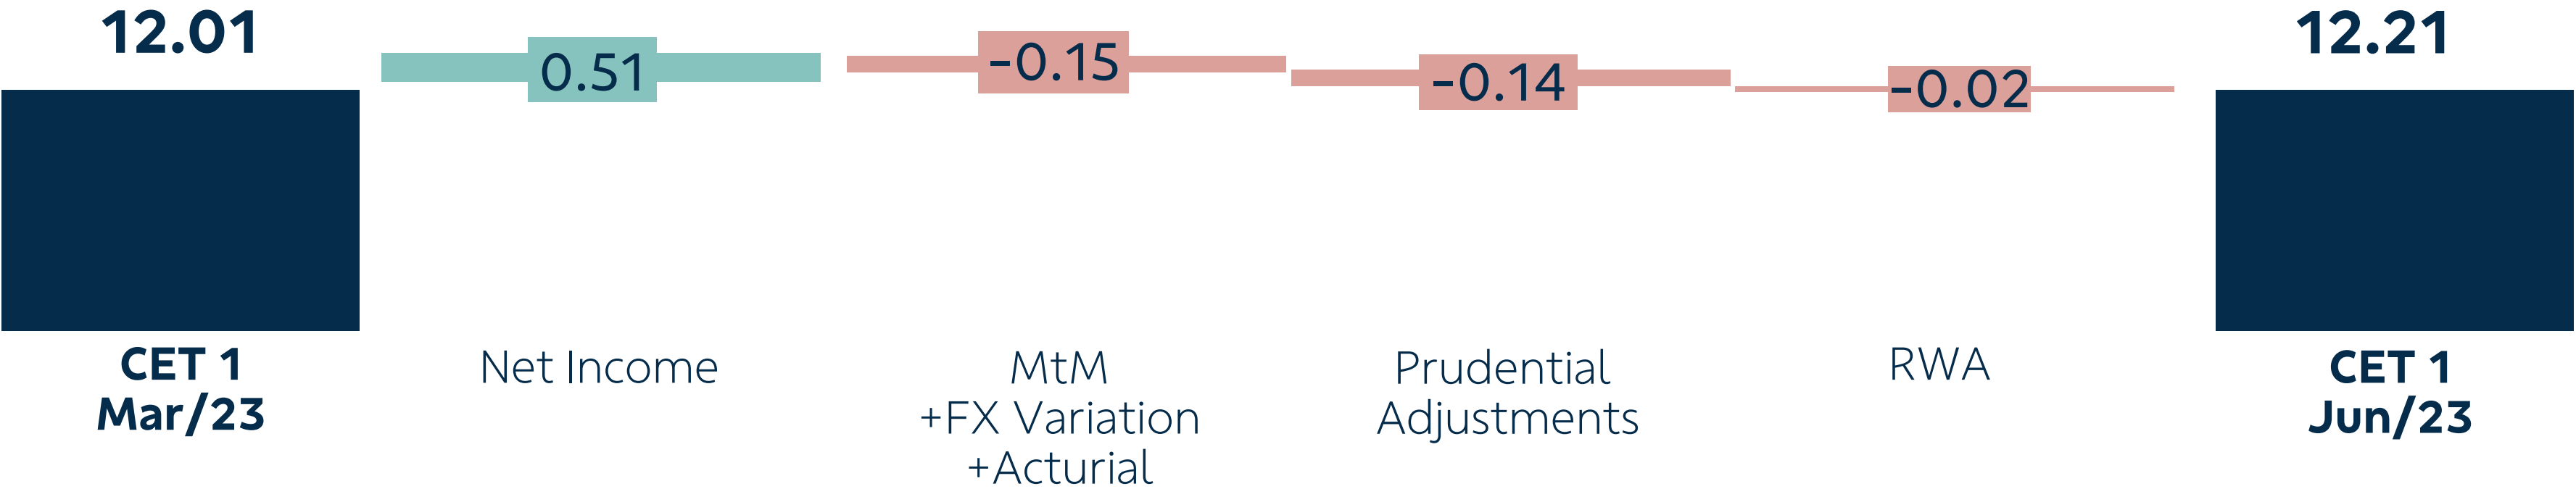 12.01
0.51
-0.15
-0.14
-0.02
12.21
CET 1
Mar/23
Net Income
MtM
+FX Variation
+Acturial
Prudential
Adjustments
RWA
CET 1
Jun/23